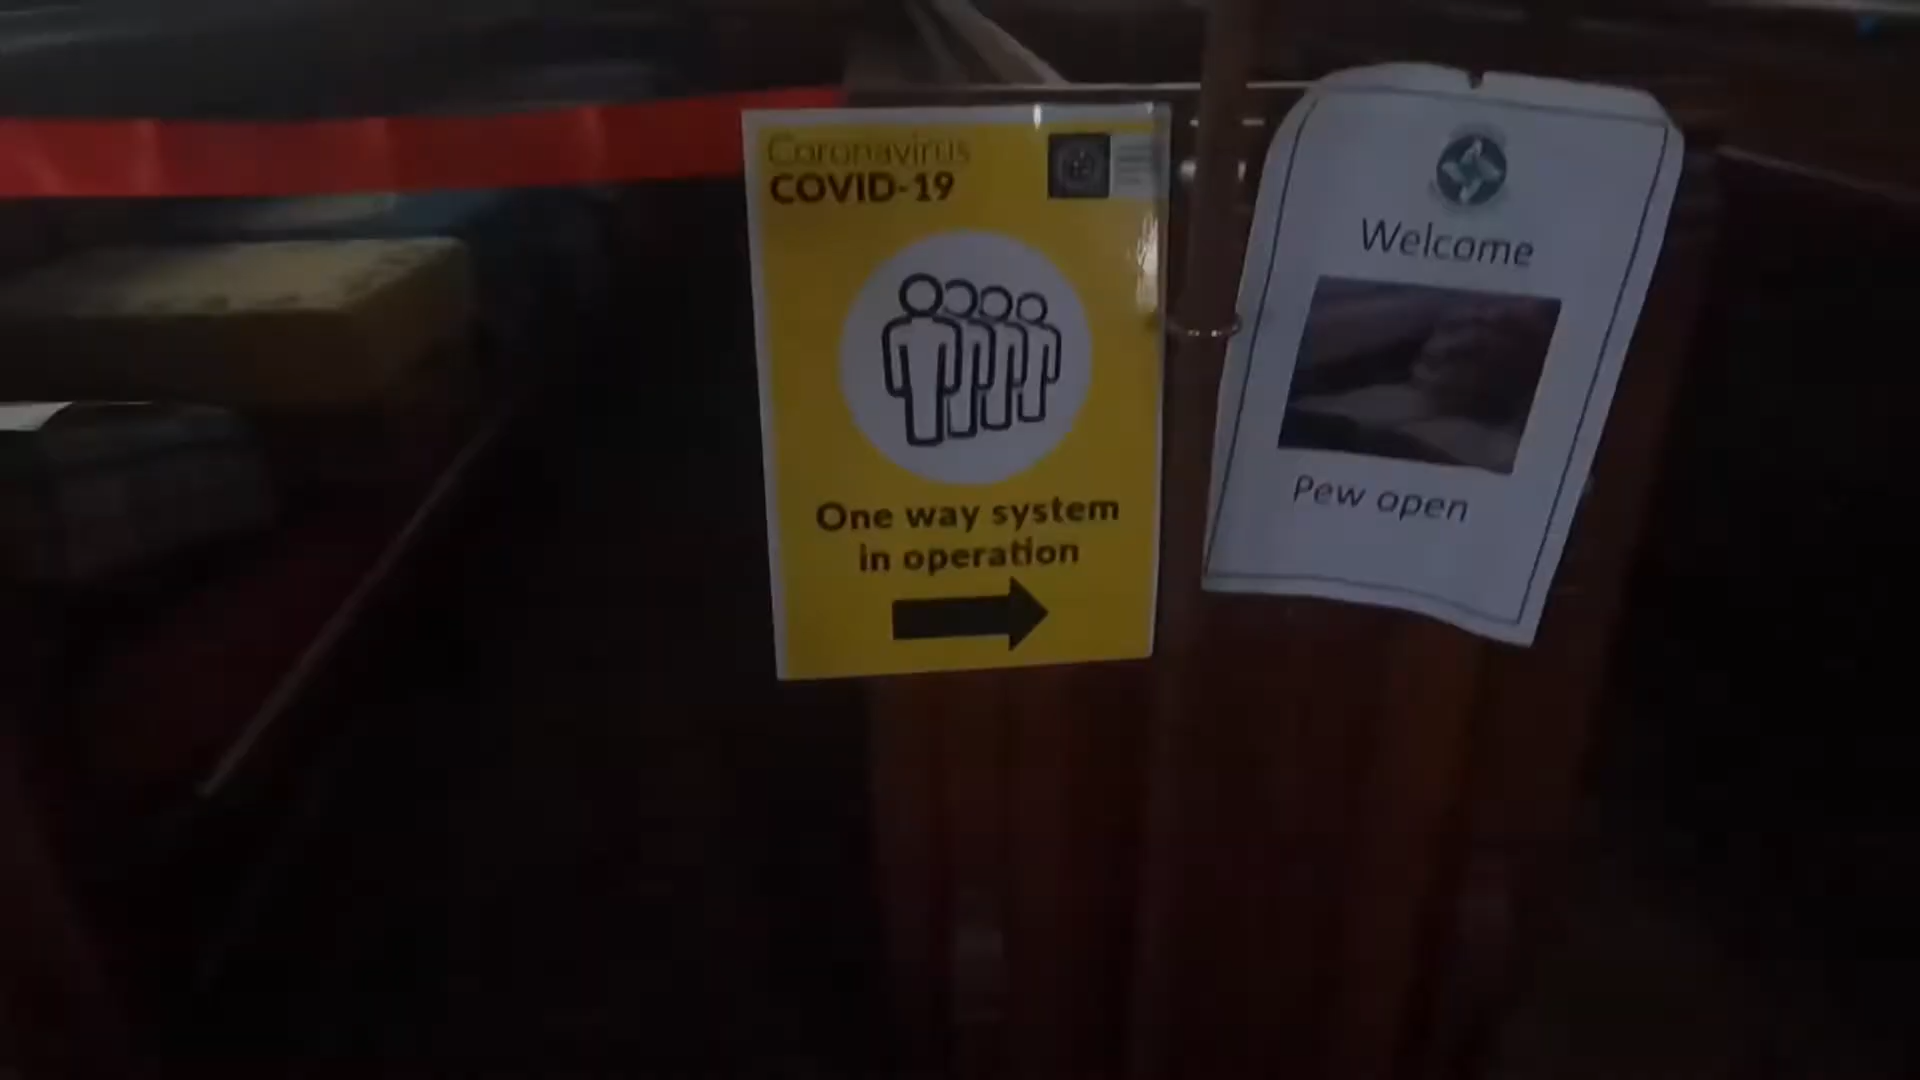 Coronavirus
COVID-19
One way system
in operation
Welcome
Pew open